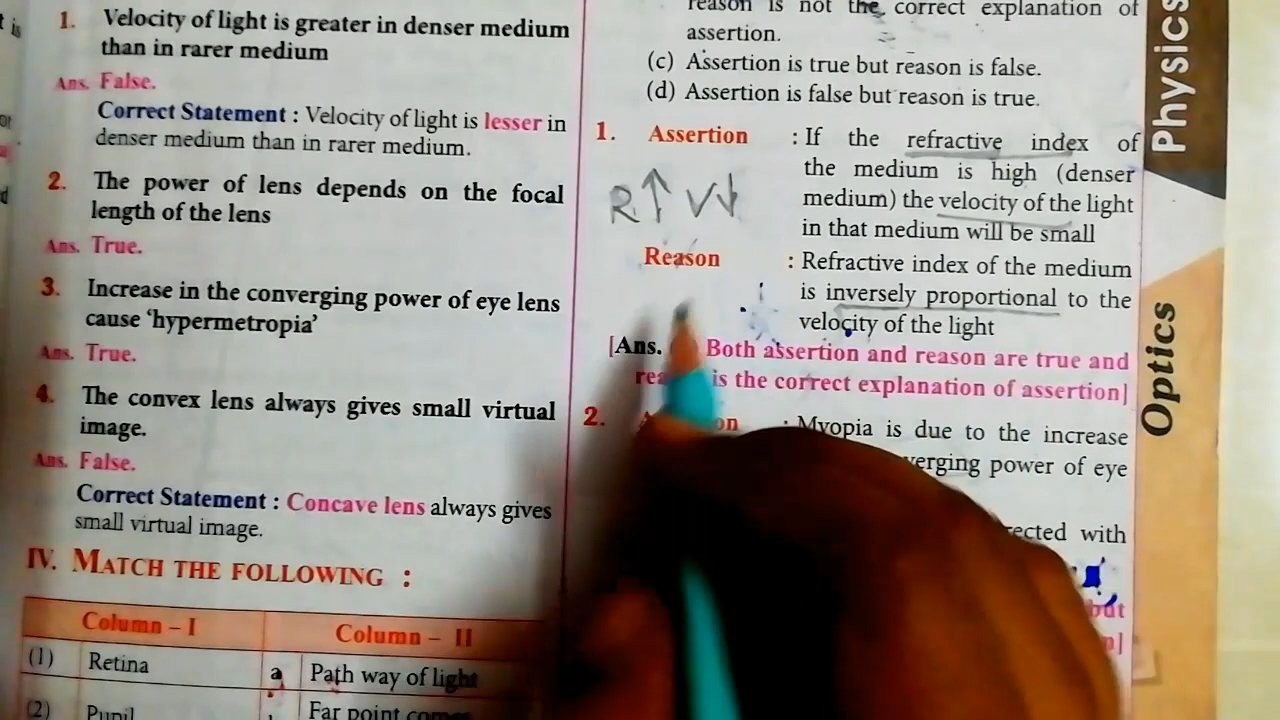 1. Velocity of light is greater in denser medium
than in rarer medium
Ans. False.
Correct Statement : Velocity of light is lesser in
denser medium than in rarer medium.
2. The power of lens depends on the focal
length of the lens
Ans. True.
3. Increase in the converging power of eye lens
cause ‘hypermetropia’
Ans. True.
4. The convex lens always gives small virtual
image.
Ans. False.
Correct Statement : Concave lens always gives
small virtual image.
IV. MATCH THE FOLLOWING :
Column – I Column – II
(1) Retina a Path way of light
(2) Pupil Far point comes
reason is not the correct explanation of
assertion.
(c) Assertion is true but reason is false.
(d) Assertion is false but reason is true.
1. Assertion : If the refractive index of
the medium is high (denser
medium) the velocity of the light
in that medium will be small
R↑ V↓
Reason : Refractive index of the medium
is inversely proportional to the
velocity of the light
[Ans. Both assertion and reason are true and
is the correct explanation of assertion]
2. : Myopia is due to the increase
power of eye
with
but
Physics
Optics